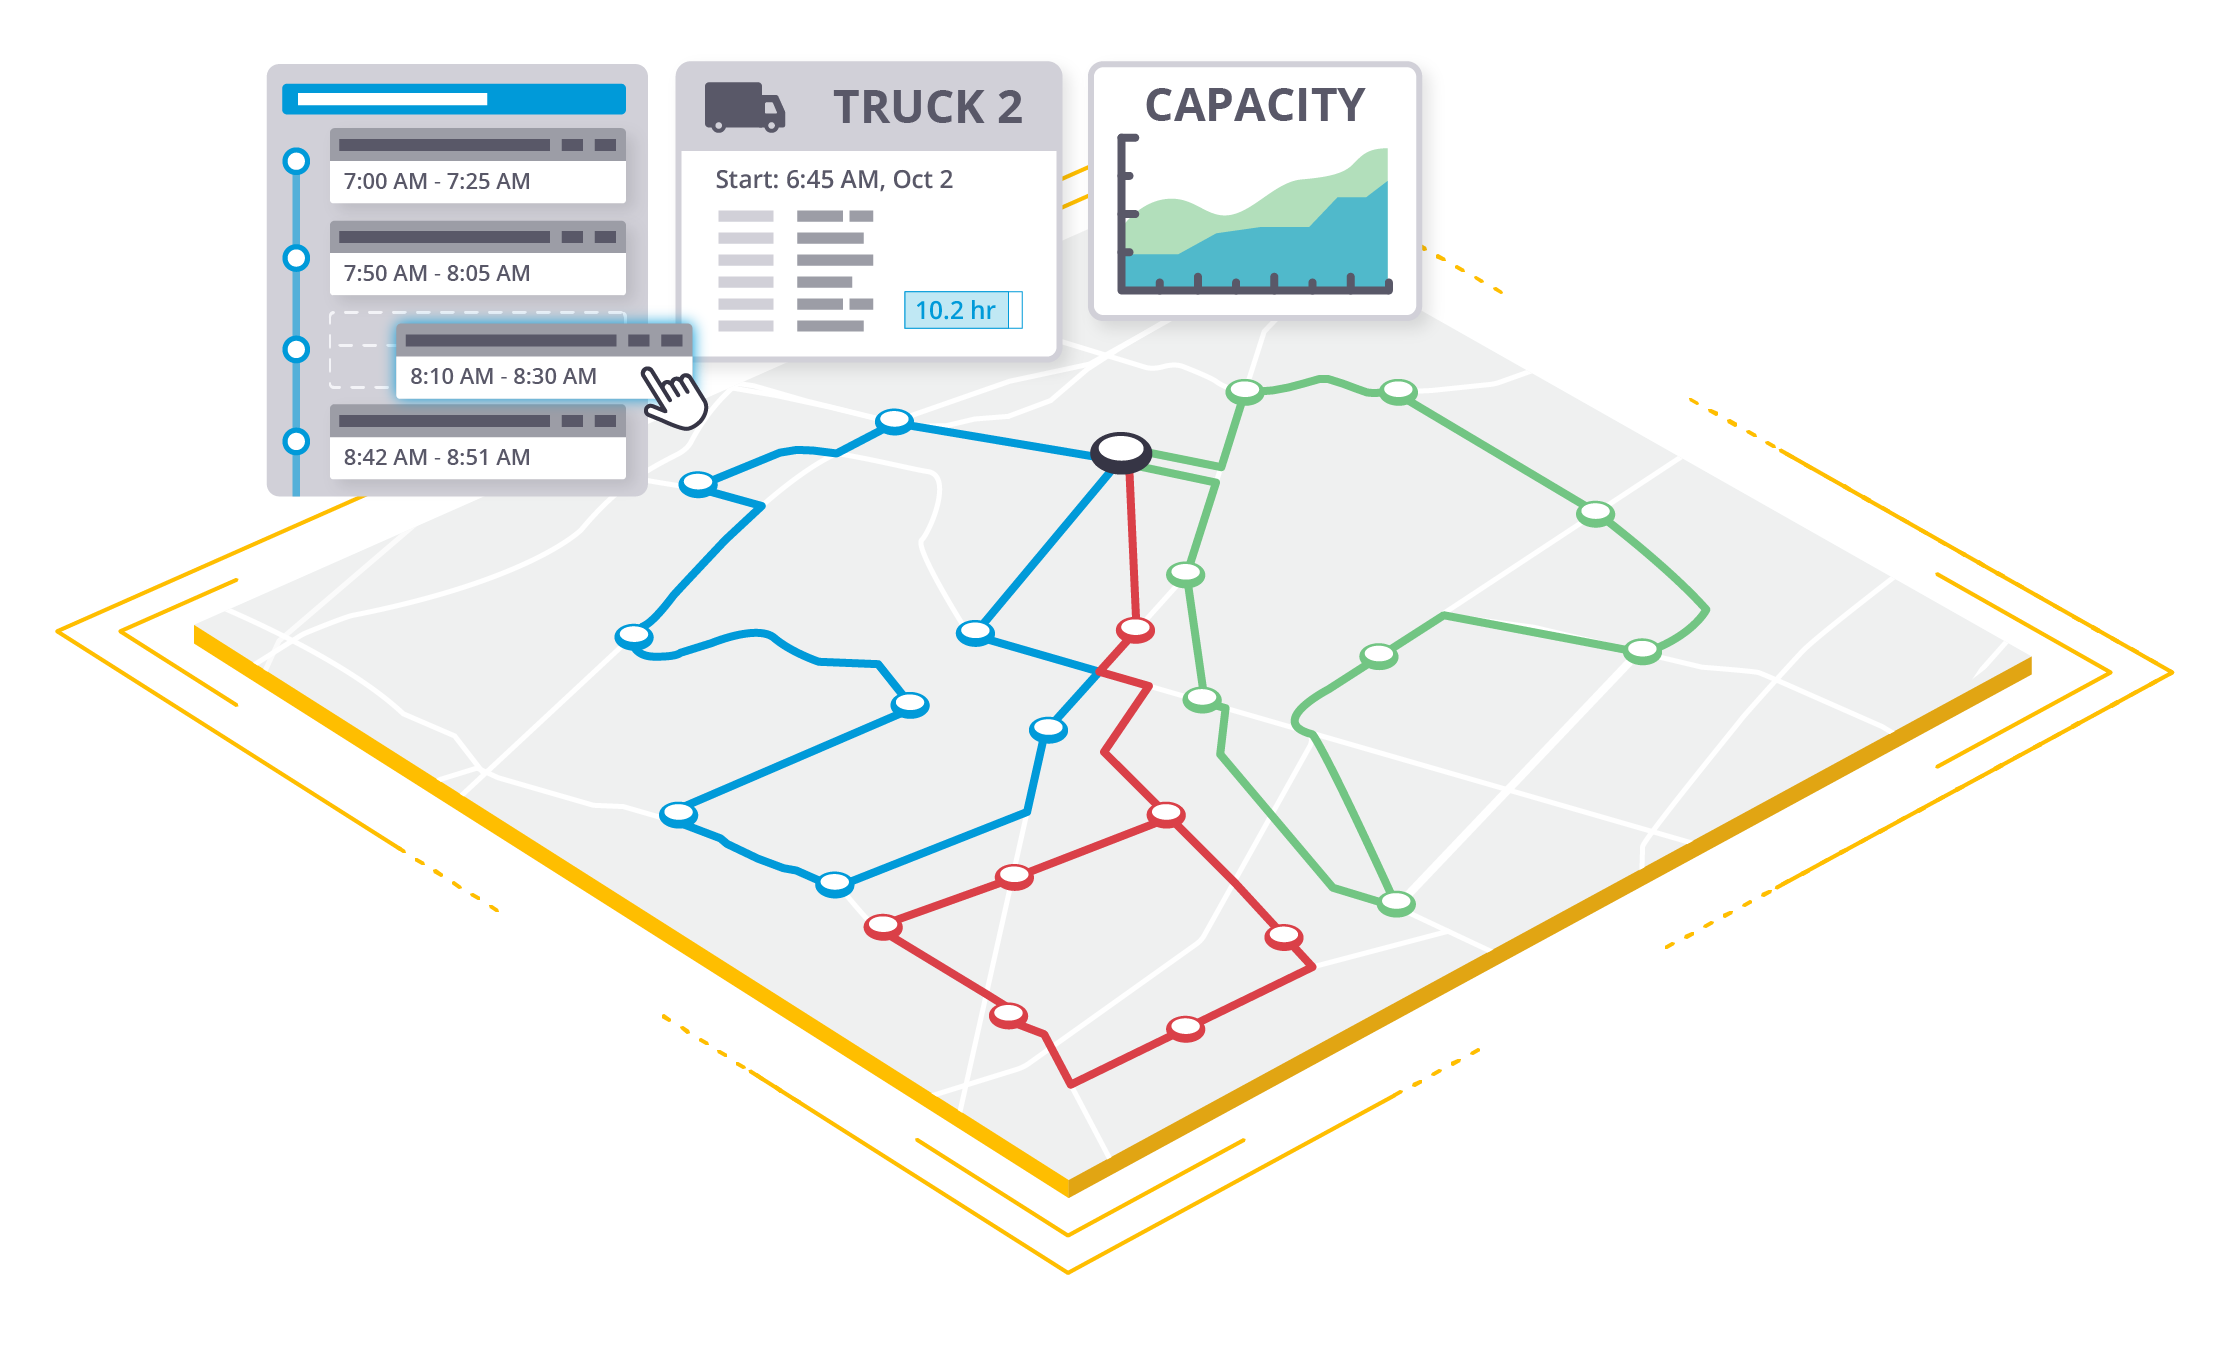 7:00 AM - 7:25 AM
7:50 AM - 8:05 AM
8:10 AM - 8:30 AM
8:42 AM - 8:51 AM
TRUCK 2
Start: 6:45 AM, Oct 2
10.2 hr
CAPACITY